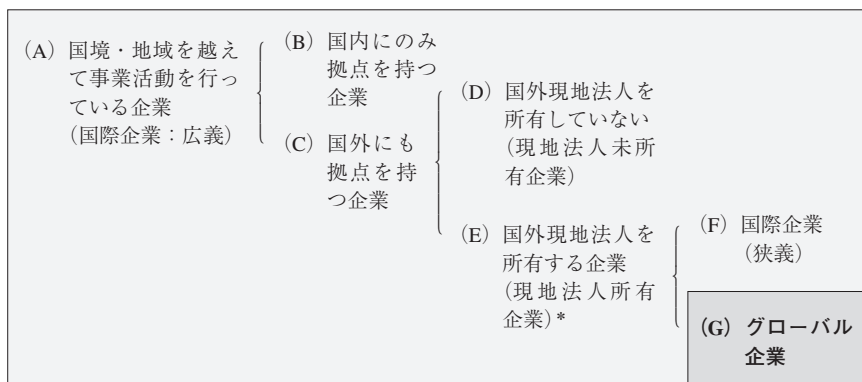 (A) 国境・地域を越え
て事業活動を行っ
ている企業
(国際企業：広義)
(B) 国内にのみ
拠点を持つ
企業
(C) 国外にも
拠点を持
つ企業
(D) 国外現地法人を
所有していない
(現地法人未所
有企業)
(E) 国外現地法人を
所有する企業
(現地法人所有
企業)*
(F) 国際企業
(狭義)
(G) グローバル
企業